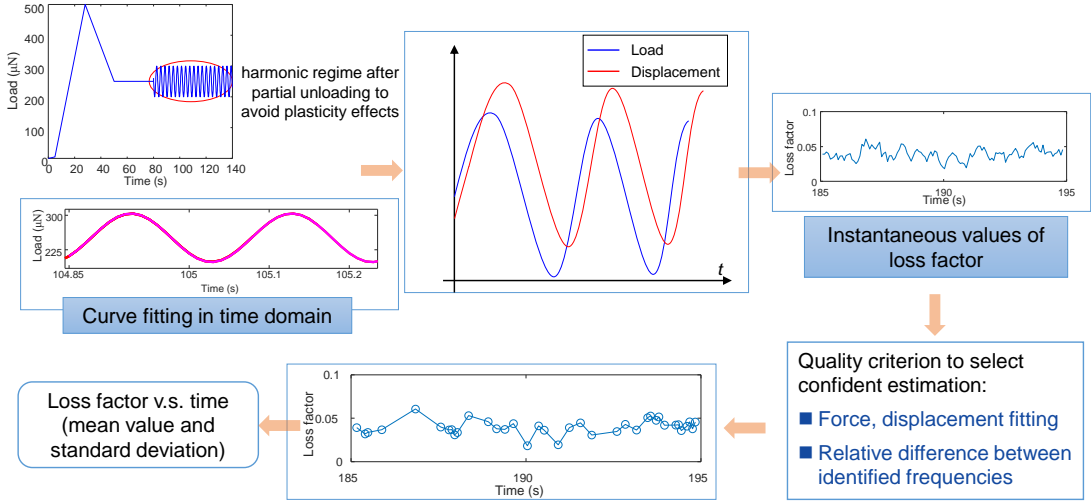 500
400
300
200
100
0
Load (µN)
0 20 40 60 80 100 120 140
Time (s)
harmonic regime after
partial unloading to
avoid plasticity effects
Load
Displacement
t
0.1
0.05
0
Loss factor
185 190 195
Time (s)
Instantaneous values of
loss factor
300
225
Load (µN)
104.85 105 105.1 105.2
Time (s)
Curve fitting in time domain
Quality criterion to select
confident estimation:
Force, displacement fitting
Relative difference between
identified frequencies
0.1
0.05
0
Loss factor
185 190 195
Time (s)
Loss factor v.s. time
(mean value and
standard deviation)